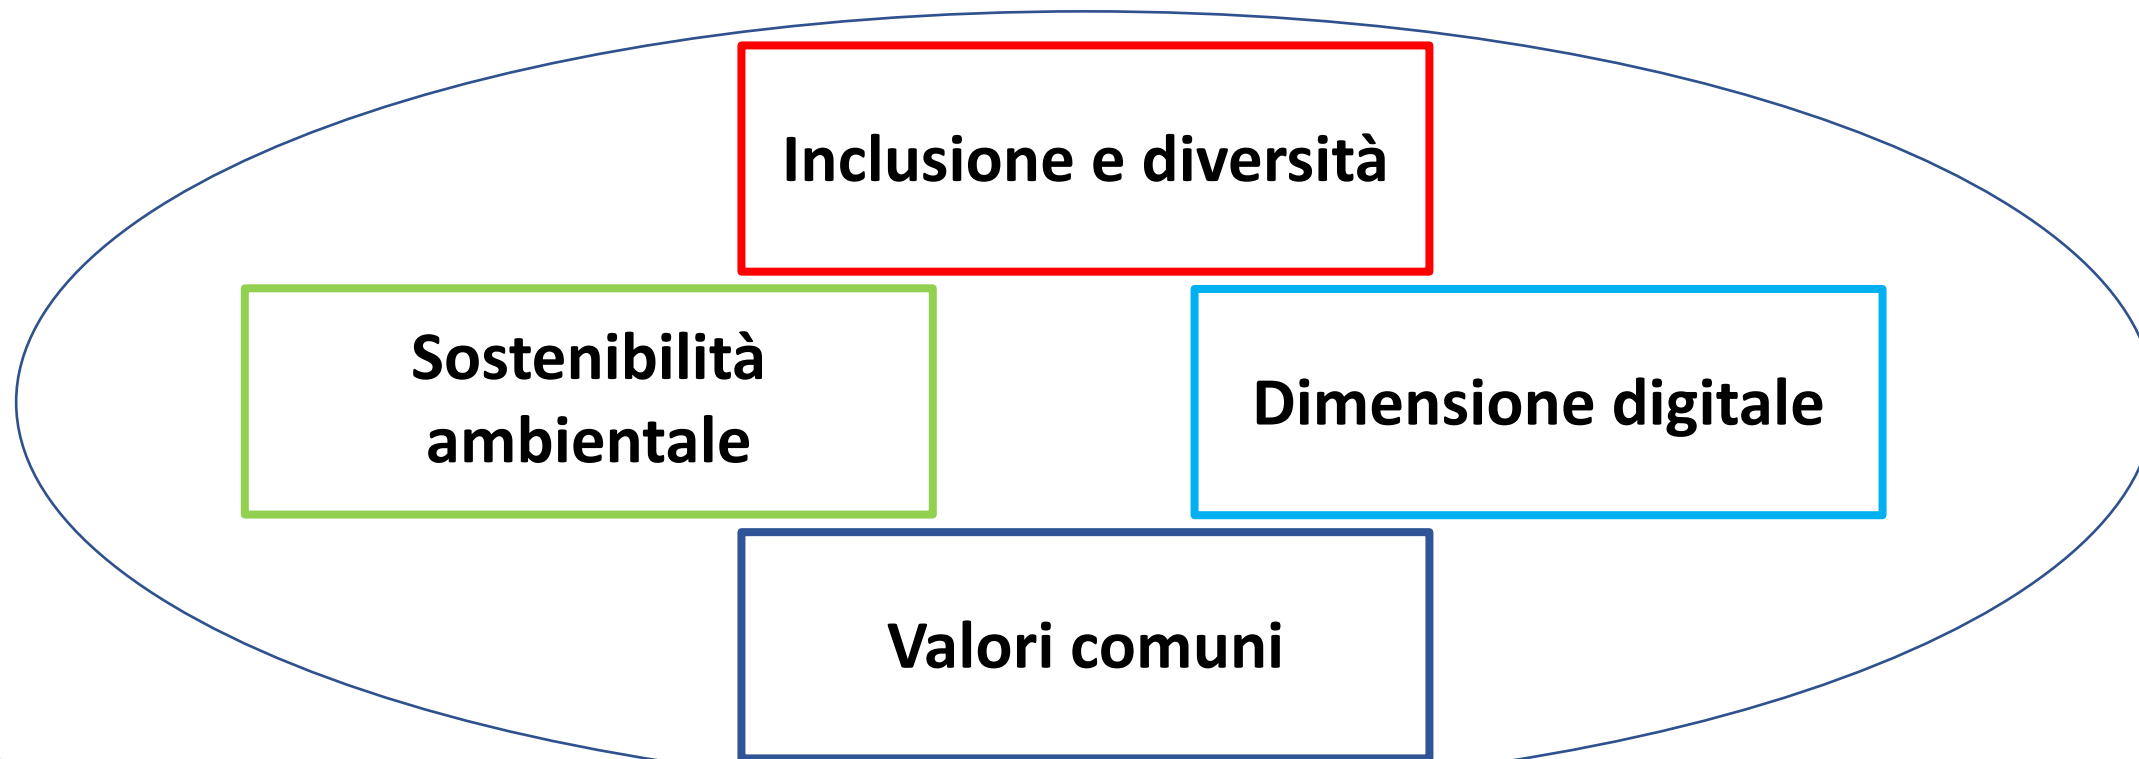 Inclusione e diversità
Sostenibilità
ambientale
Dimensione digitale
Valori comuni